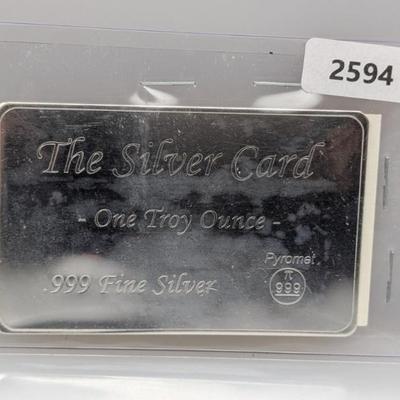 2594
The Silver Card
- One Troy Ounce -
.999 Fine Silver
Pyromet
π
999